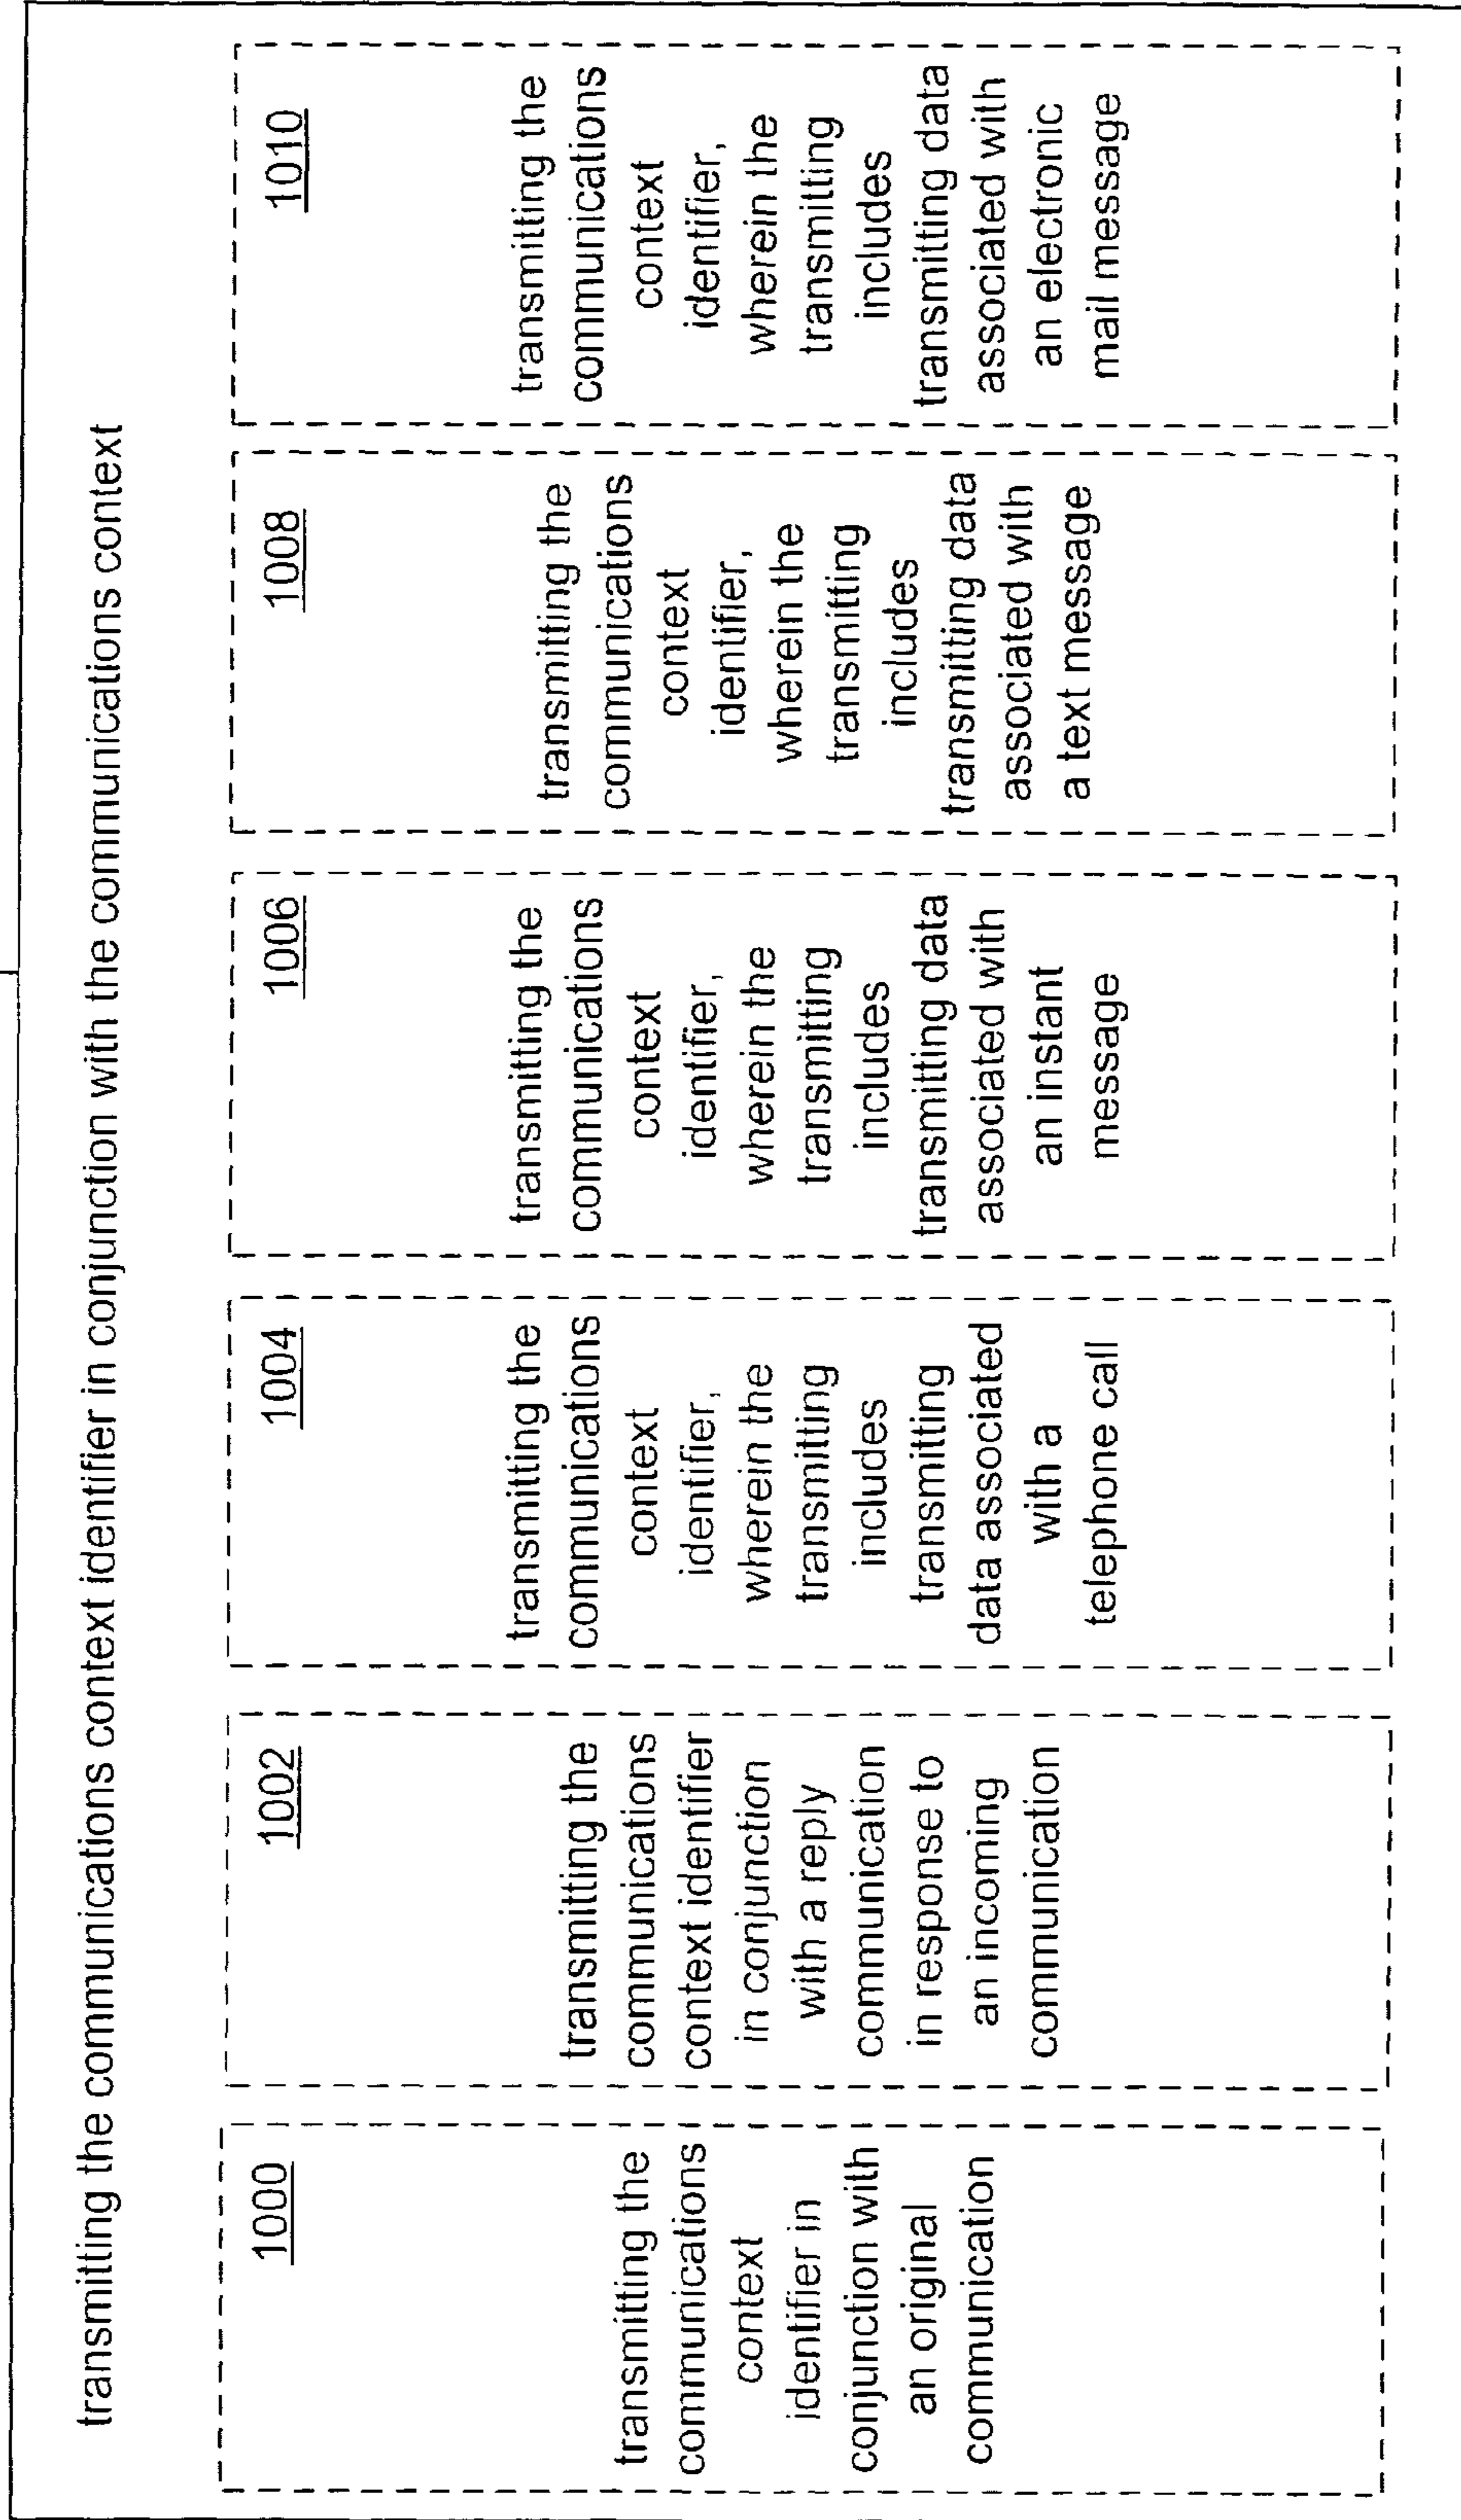 transmitting the communications context identifier in conjunction with the communications context
1000
transmitting the
communications
context
identifier in
conjunction with
an original
communication
1002
transmitting the
communications
context identifier
in conjunction
with a reply
communication
in response to
an incoming
communication
1004
transmitting the
communications
context
identifier,
wherein the
transmitting
includes
transmitting
data associated
with a
telephone call
1006
transmitting the
communications
context
identifier,
wherein the
transmitting
includes
transmitting data
associated with
an instant
message
1008
transmitting the
communications
context
identifier,
wherein the
transmitting
includes
transmitting data
associated with
a text message
1010
transmitting the
communications
context
identifier,
wherein the
transmitting
includes
transmitting data
associated with
an electronic
mail message